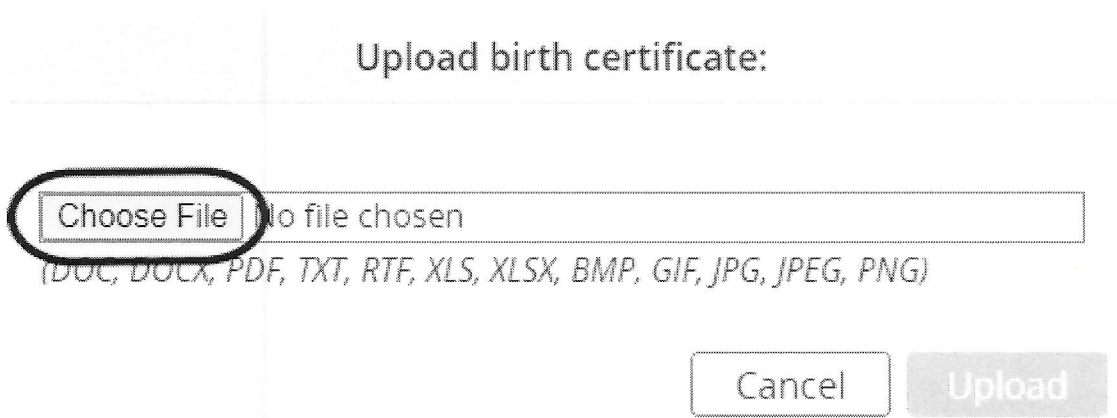 Upload birth certificate:
Choose File No file chosen
(DOC, DOCX, PDF, TXT, RTF, XLS, XLSX, BMP, GIF, JPG, JPEG, PNG)
Cancel Upload